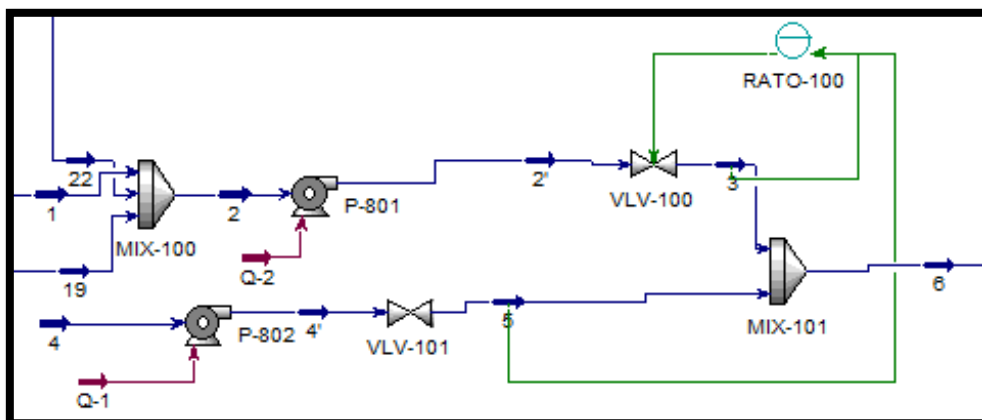 RATO-100
22
2'
3
1
2
P-801
VLV-100
MIX-100
19
Q-2
6
4
P-802
4'
VLV-101
5
MIX-101
Q-1